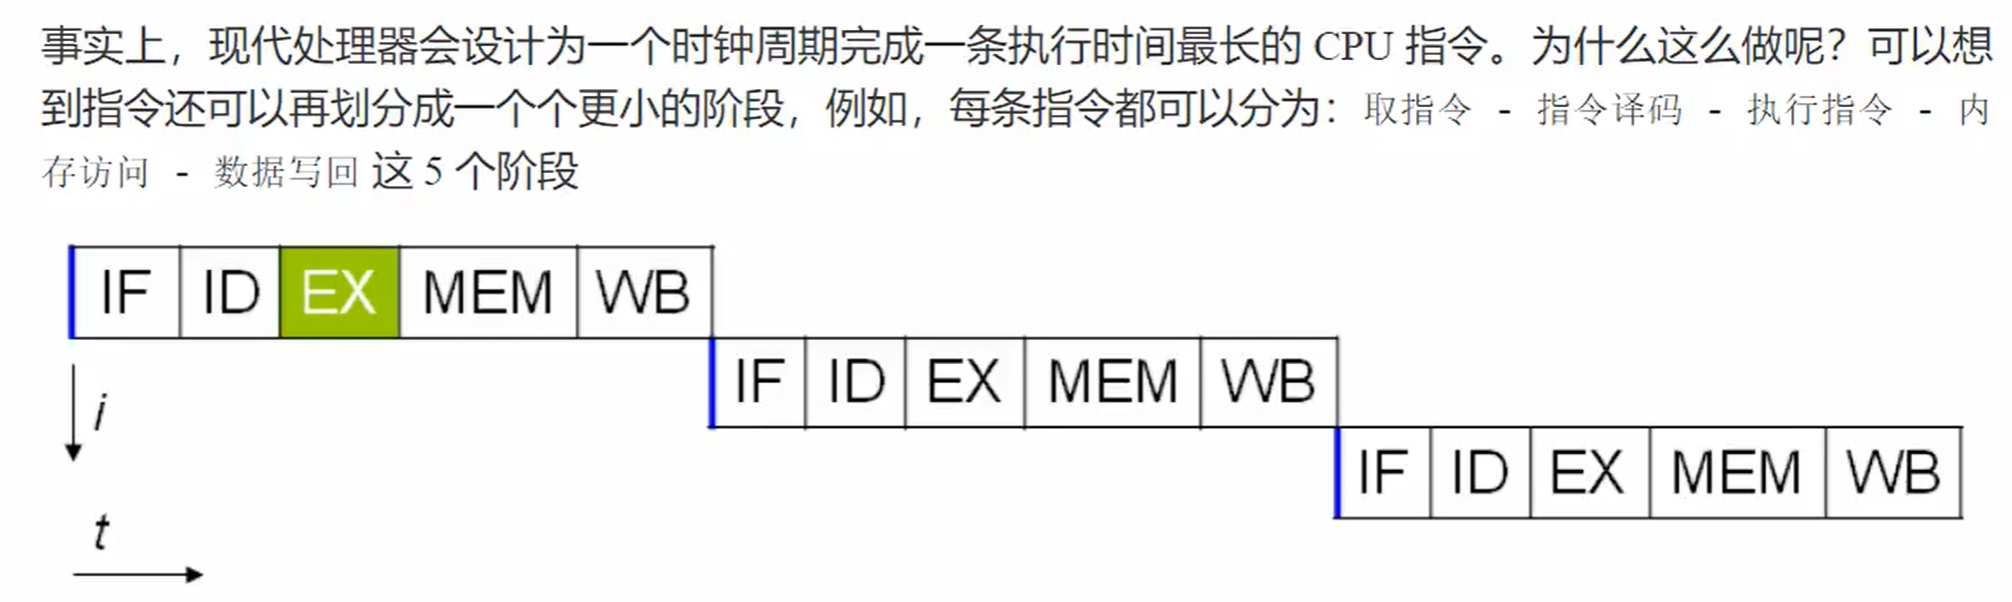 事实上，现代处理器会设计为一个时钟周期完成一条执行时间最长的 CPU 指令。为什么这么做呢？可以想
到指令还可以再划分成一个个更小的阶段，例如，每条指令都可以分为：取指令 - 指令译码 - 执行指令 - 内
存访问 - 数据写回 这 5 个阶段
IF ID EX MEM WB
IF ID EX MEM WB
i
IF ID EX MEM WB
t